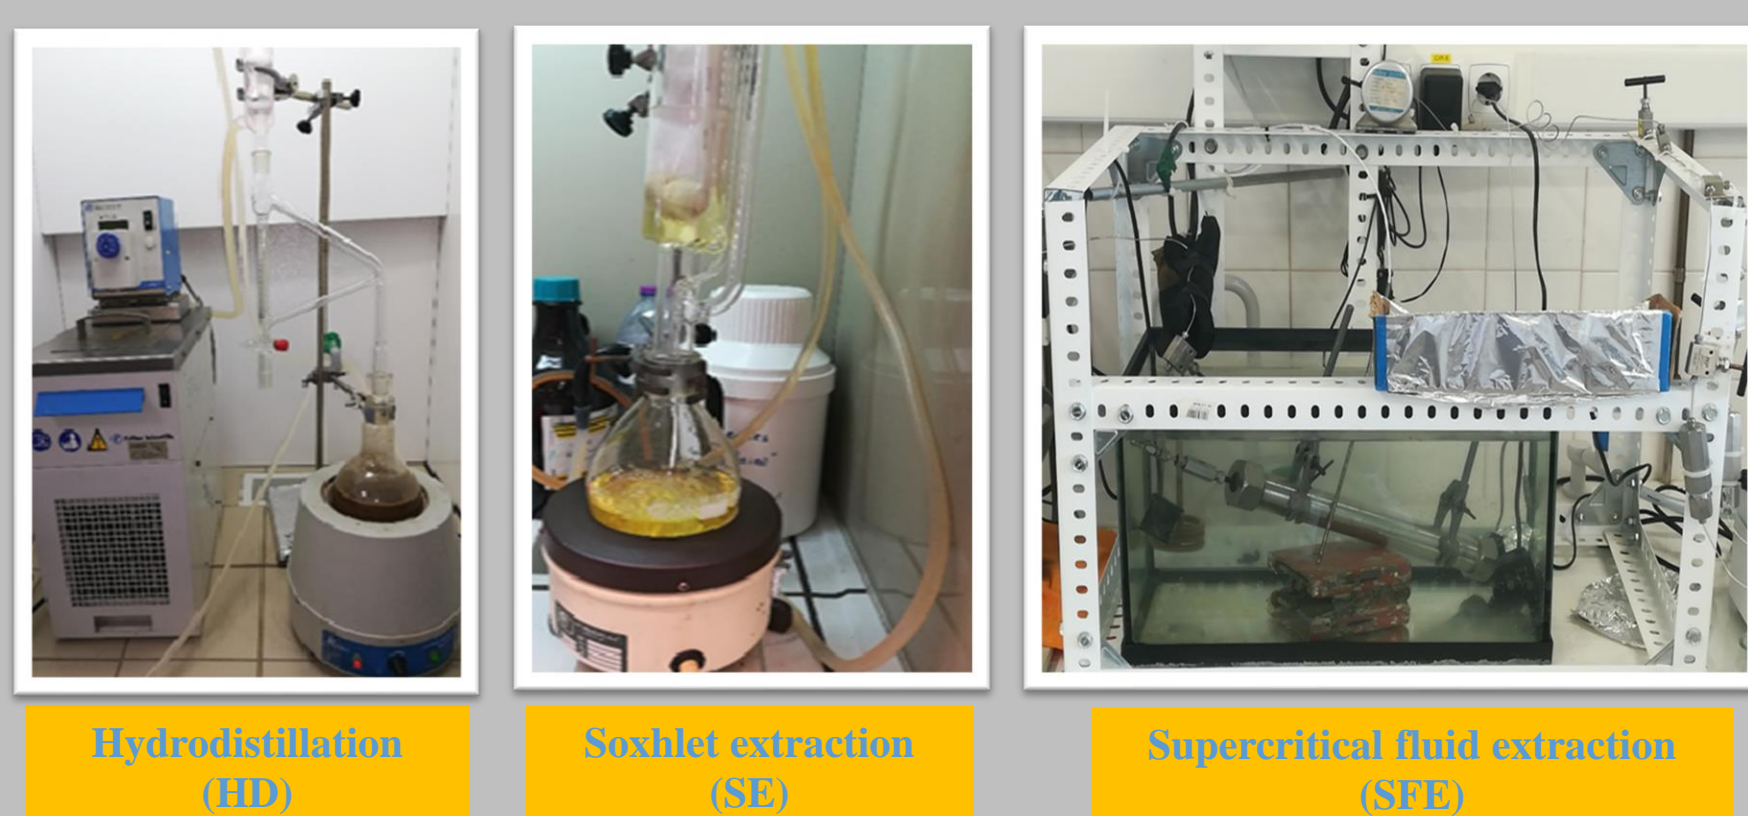 Hydrodistillation
(HD)
Soxhlet extraction
(SE)
Supercritical fluid extraction
(SFE)